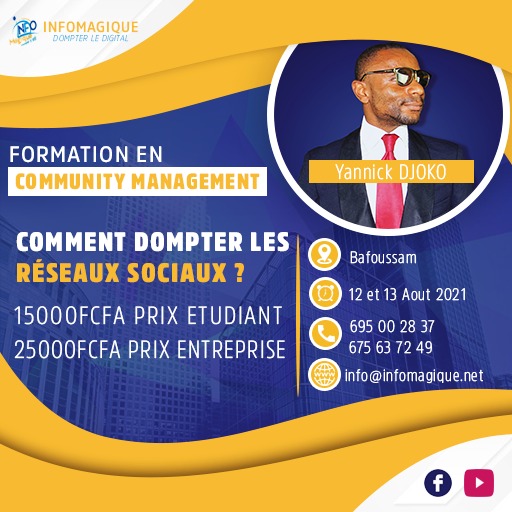 INFO
INFOMAGIQUE
DOMPTER LE DIGITAL
FORMATION EN
COMMUNITY MANAGEMENT
Yannick DJOKO
COMMENT DOMPTER LES
RÉSEAUX SOCIAUX ?
15000FCFA PRIX ETUDIANT
25000FCFA PRIX ENTREPRISE
Bafoussam
12 et 13 Aout 2021
695 00 28 37
675 63 72 49
info@infomagique.net